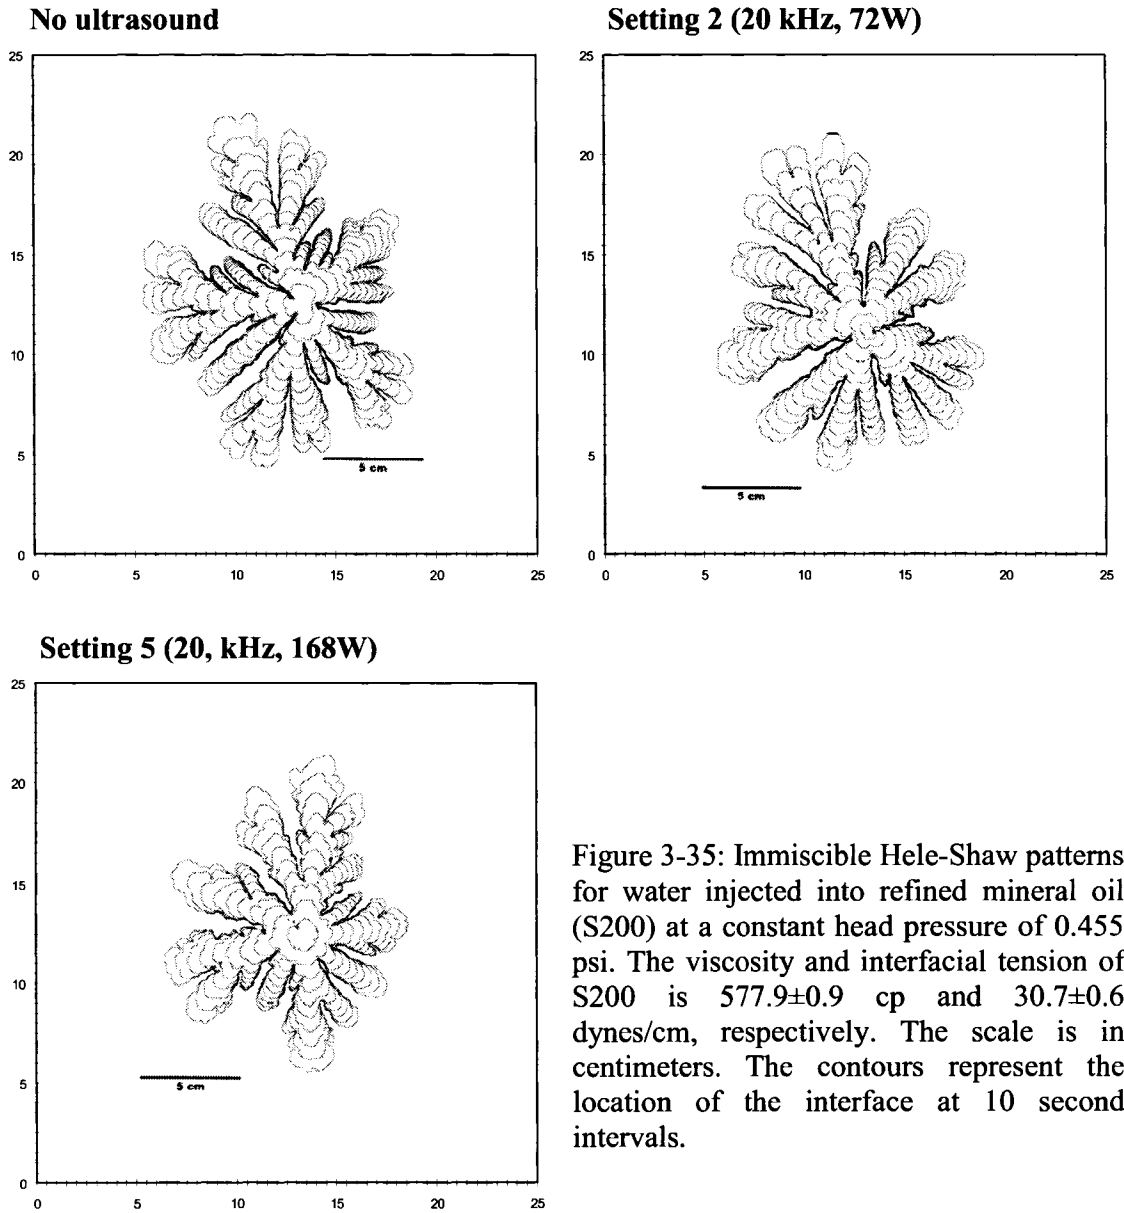 No ultrasound
Setting 2 (20 kHz, 72W)
25
20
15
10
5
0
5 cm
0 5 10 15 20 25
25
20
15
10
5
0
5 cm
0 5 10 15 20 25
Setting 5 (20, kHz, 168W)
25
20
15
10
5
0
5 cm
0 5 10 15 20 25
Figure 3-35: Immiscible Hele-Shaw patterns
for water injected into refined mineral oil
(S200) at a constant head pressure of 0.455
psi. The viscosity and interfacial tension of
S200 is 577.9±0.9 cp and 30.7±0.6
dynes/cm, respectively. The scale is in
centimeters. The contours represent the
location of the interface at 10 second
intervals.